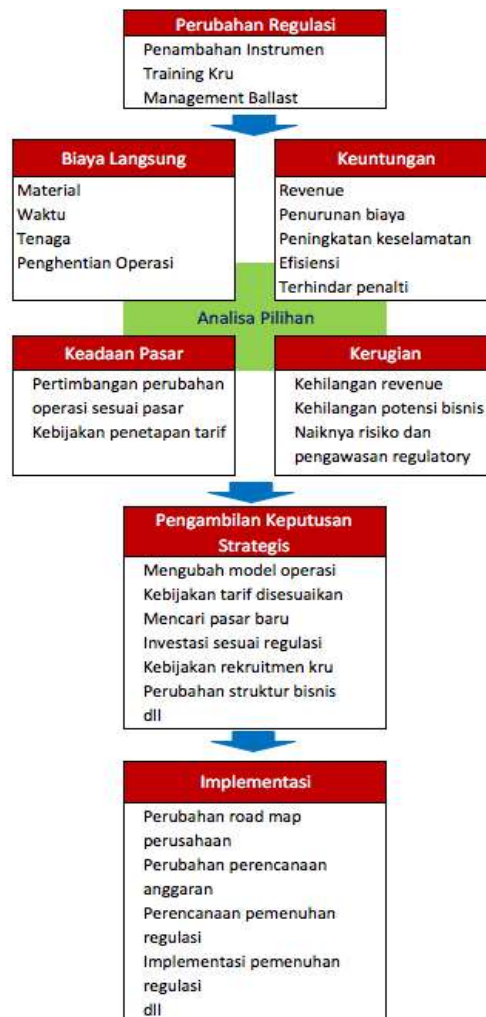 Perubahan Regulasi
Penambahan Instrumen
Training Kru
Management Ballast
Biaya Langsung
Material
Waktu
Tenaga
Penghentian Operasi
Keuntungan
Revenue
Penurunan biaya
Peningkatan keselamatan
Efisiensi
Terhindar penalti
Analisa Pilihan
Keadaan Pasar
Pertimbangan perubahan
operasi sesuai pasar
Kebijakan penetapan tarif
Kerugian
Kehilangan revenue
Kehilangan potensi bisnis
Naiknya risiko dan
pengawasan regulatory
Pengambilan Keputusan
Strategis
Mengubah model operasi
Kebijakan tarif disesuaikan
Mencari pasar baru
Investasi sesuai regulasi
Kebijakan rekruitmen kru
Perubahan struktur bisnis
dll
Implementasi
Perubahan road map
perusahaan
Perubahan perencanaan
anggaran
Perencanaan pemenuhan
regulasi
Implementasi pemenuhan
regulasi
dll